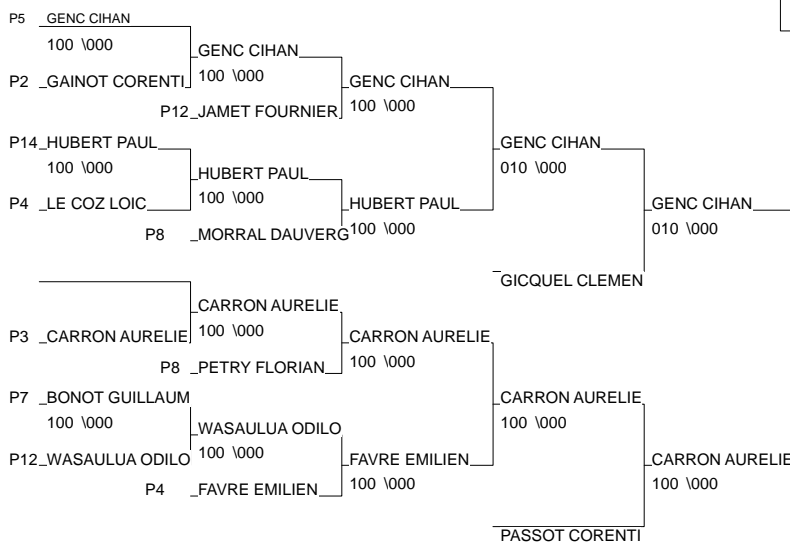 P5 GENC CIHAN
100 \000
GENC CIHAN
P2 _GAINOT CORENTI
100 \000
GENC CIHAN
P12_JAMET FOURNIER
100 \000
P14_HUBERT PAUL
GENC CIHAN
100 \000
HUBERT PAUL
010 \000
100 \000
P4 _LE COZ LOIC
HUBERT PAUL
GENC CIHAN
P8 _MORRAL DAUVERG
100 \000
010 \000
GICQUEL CLEMEN
CARRON AURELIE
P3 _CARRON AURELIE
100 \000
CARRON AURELIE
P8 _PETRY FLORIAN
100 \000
P7 _BONOT GUILLAUM
CARRON AURELIE
100 \000
WASAULUA ODILO
100 \000
P12_WASAULUA ODILO
100 \000
FAVRE EMILIEN
CARRON AURELIE
P4 _FAVRE EMILIEN
100 \000
100 \000
PASSOT CORENTI